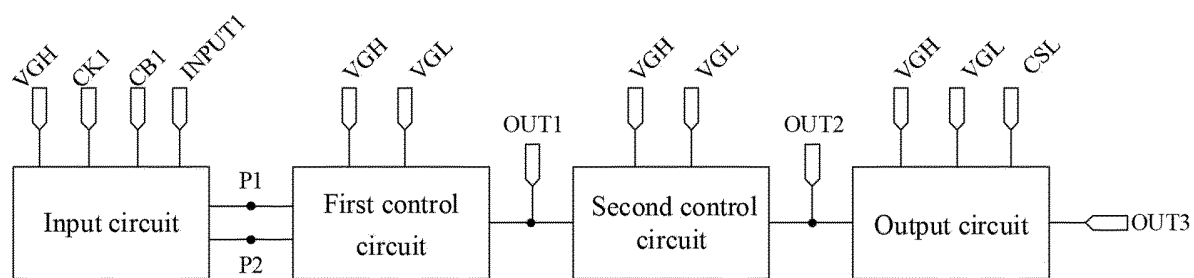 VGH CK1 CB1 INPUT1 VGH VGL VGH VGL VGH VGL CSL
OUT1 OUT2
P1
Input circuit
First control
circuit
Second control
circuit
Output circuit
OUT3
P2